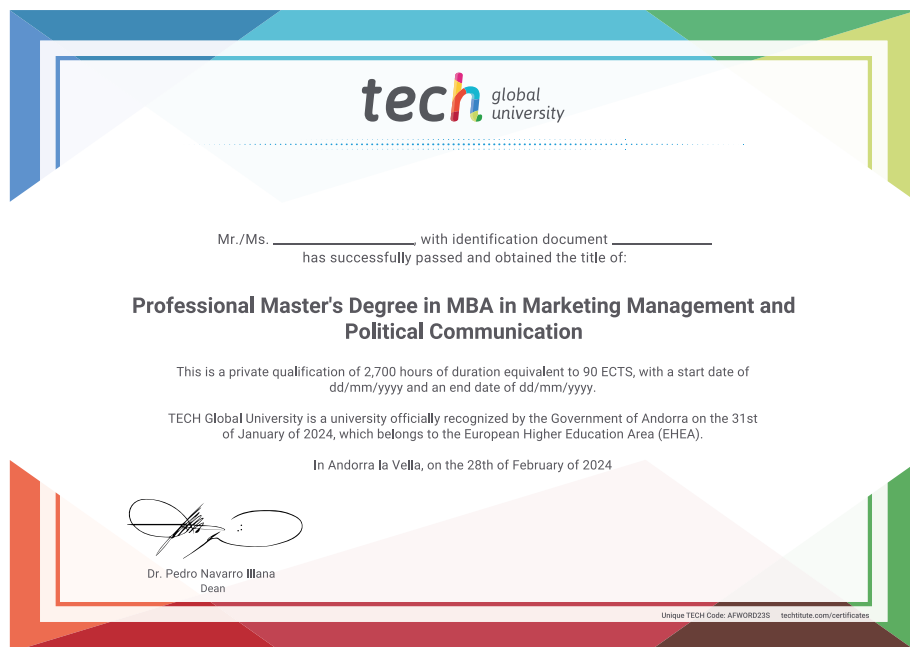 tech global university
Mr./Ms. ______________, with identification document __________
has successfully passed and obtained the title of:
Professional Master's Degree in MBA in Marketing Management and
Political Communication
This is a private qualification of 2,700 hours of duration equivalent to 90 ECTS, with a start date of
dd/mm/yyyy and an end date of dd/mm/yyyy.
TECH Global University is a university officially recognized by the Government of Andorra on the 31st
of January of 2024, which belongs to the European Higher Education Area (EHEA).
In Andorra la Vella, on the 28th of February of 2024
Dr. Pedro Navarro Illana
Dean
Unique TECH Code: AFWORD23S techtitute.com/certificates